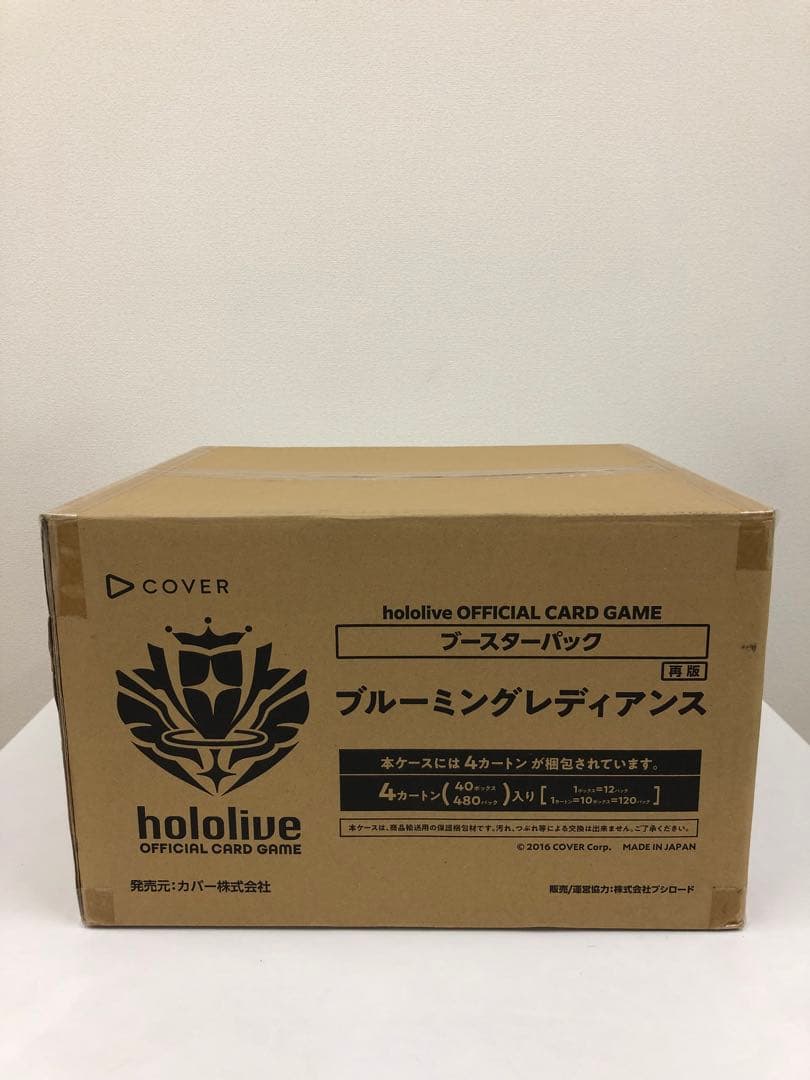 COVER
hololive OFFICIAL CARD GAME
ブースターパック
再版
ブルーミングレディアンス
本ケースには 4カートン が梱包されています。
4カートン(40ボックス 480パック)入り[1ボックス=12パック 1カートン=10ボックス=120パック]
本ケースは、商品輸送用の保護梱包材です。汚れ、つぶれ等による交換は出来ません。ご了承ください。
© 2016 COVER Corp. MADE IN JAPAN
hololive
OFFICIAL CARD GAME
発売元:カバー株式会社
販売/運営協力:株式会社ブシロード